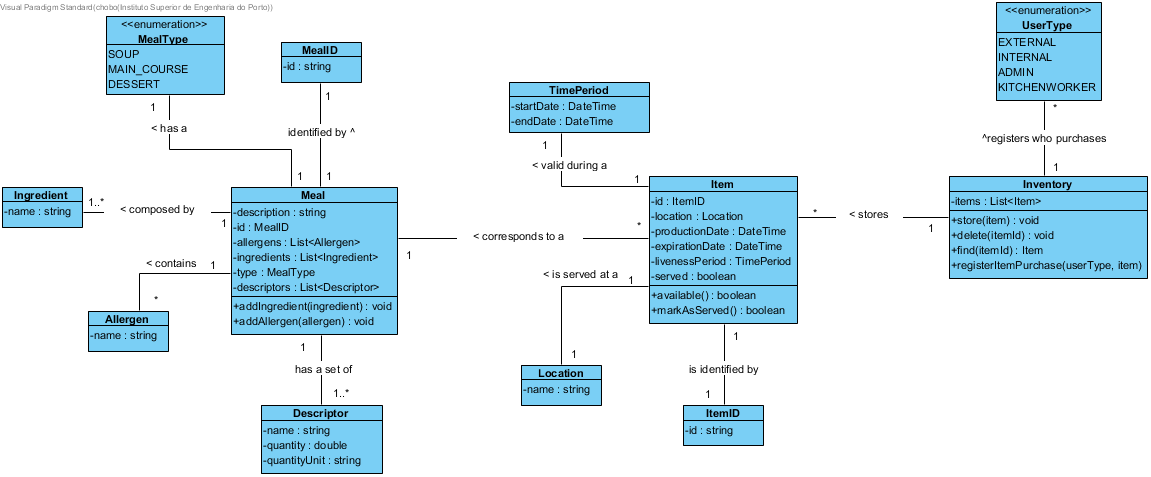 Visual Paradigm Standard(chobo(Instituto Superior de Engenharia do Porto))
<<enumeration>>
MealType
SOUP
MAIN_COURSE
DESSERT
1
< has a
1
MealID
-id : string
1
identified by ^
1
TimePeriod
-startDate : DateTime
-endDate : DateTime
1
< valid during a
1
<<enumeration>>
UserType
EXTERNAL
INTERNAL
ADMIN
KITCHENWORKER
*
^registers who purchases
1
Ingredient
-name : string
1..*
< composed by
1
Meal
-description : string
-id : MealID
-allergens : List<Allergen>
-ingredients : List<Ingredient>
-type : MealType
-descriptors : List<Descriptor>
+addIngredient(ingredient) : void
+addAllergen(allergen) : void
1
< corresponds to a
*
Item
-id : ItemID
-location : Location
-productionDate : DateTime
-expirationDate : DateTime
-livenessPeriod : TimePeriod
-served : boolean
+available() : boolean
+markAsServed() : boolean
*
< stores
1
Inventory
-items : List<Item>
+store(item) : void
+delete(itemId) : void
+find(itemId) : Item
+registerItemPurchase(userType, item)
< contains
1
*
Allergen
-name : string
1
has a set of
1..*
Descriptor
-name : string
-quantity : double
-quantityUnit : string
< is served at a
1
1
Location
-name : string
1
is identified by
1
ItemID
-id : string